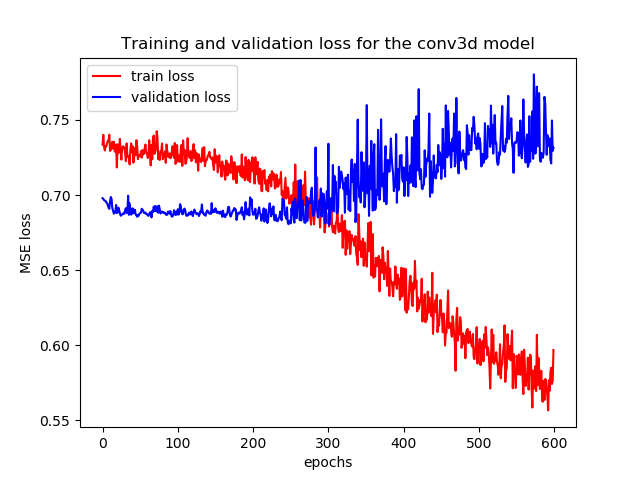 Training and validation loss for the conv3d model
train loss
validation loss
MSE loss
0.75
0.70
0.65
0.60
0.55
0 100 200 300 400 500 600
epochs